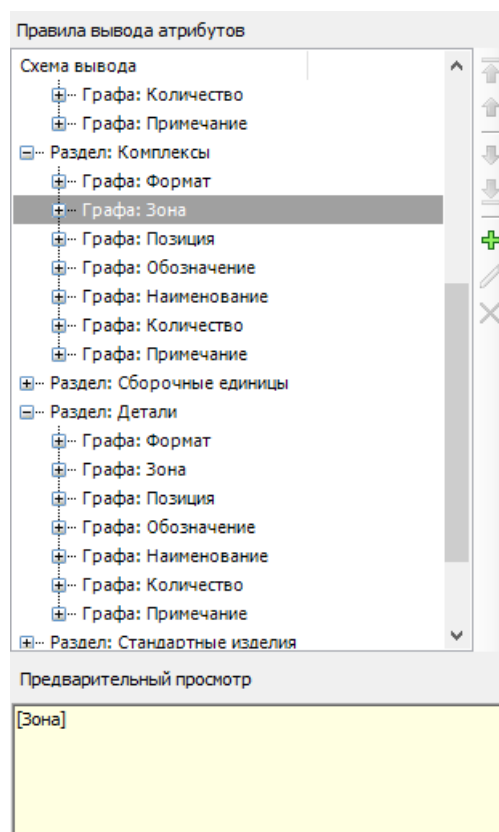 Правила вывода атрибутов
Схема вывода
Графа: Количество
Графа: Примечание
Раздел: Комплексы
Графа: Формат
Графа: Зона
Графа: Позиция
Графа: Обозначение
Графа: Наименование
Графа: Количество
Графа: Примечание
Раздел: Сборочные единицы
Раздел: Детали
Графа: Формат
Графа: Зона
Графа: Позиция
Графа: Обозначение
Графа: Наименование
Графа: Количество
Графа: Примечание
Раздел: Стандартные изделия
Предварительный просмотр
[Зона]